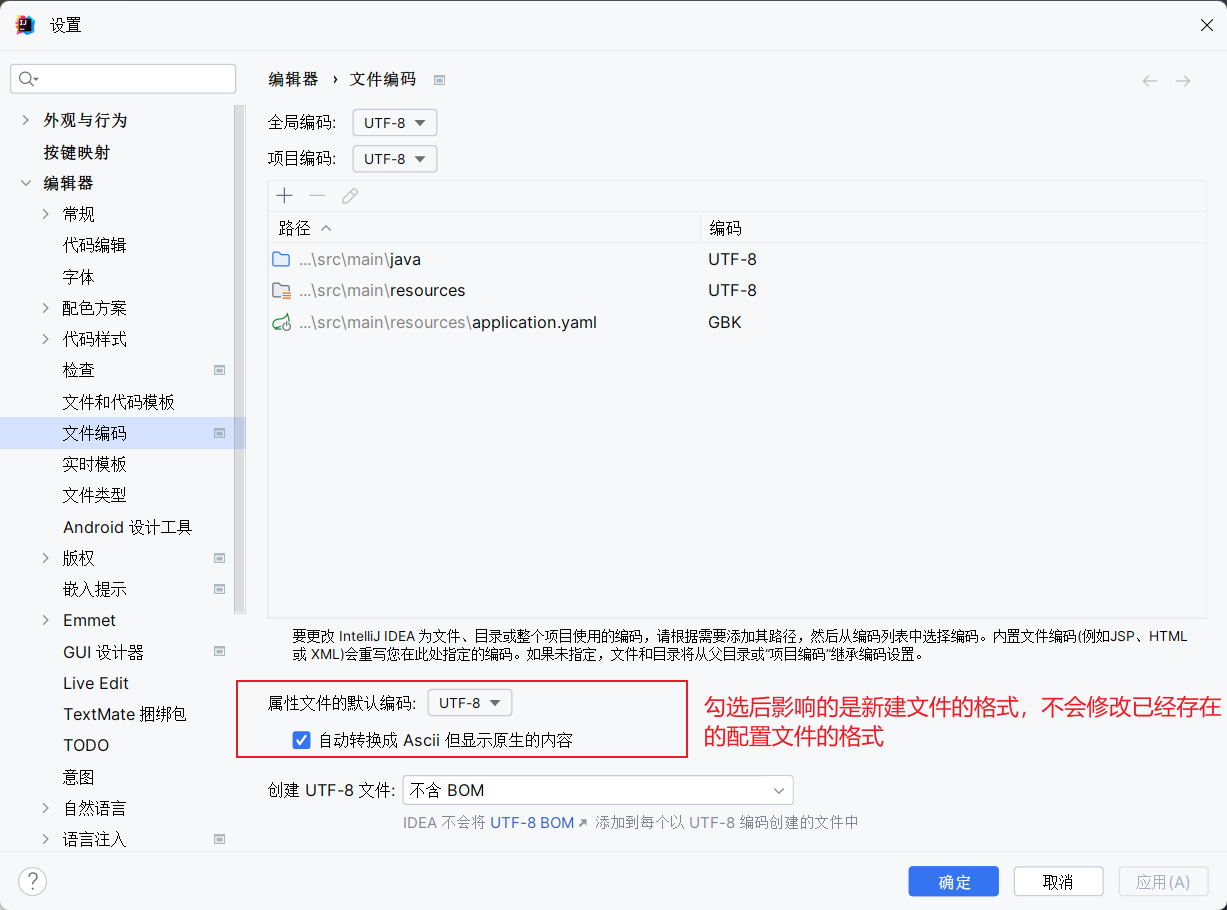 设置
编辑器 › 文件编码
外观与行为
按键映射
编辑器
常规
代码编辑
字体
配色方案
代码样式
检查
文件和代码模板
文件编码
实时模板
文件类型
Android 设计工具
版权
嵌入提示
Emmet
GUI 设计器
Live Edit
TextMate 捆绑包
TODO
意图
自然语言
语言注入
全局编码: UTF-8
项目编码: UTF-8
路径 编码
...\src\main\java UTF-8
...\src\main\resources UTF-8
...\src\main\resources\application.yaml GBK
要更改 IntelliJ IDEA 为文件、目录或整个项目使用的编码，请根据需要添加其路径，然后从编码列表中选择编码。内置文件编码(例如JSP、HTML
或 XML)会重写您在此处指定的编码。如果未指定，文件和目录将从父目录或“项目编码”继承编码设置。
属性文件的默认编码: UTF-8
自动转换成 Ascii 但显示原生的内容
勾选后影响的是新建文件的格式，不会修改已经存在
的配置文件的格式
创建 UTF-8 文件: 不含 BOM
IDEA 不会将 UTF-8 BOM↗ 添加到每个以 UTF-8 编码创建的文件中
?
确定
取消
应用(A)